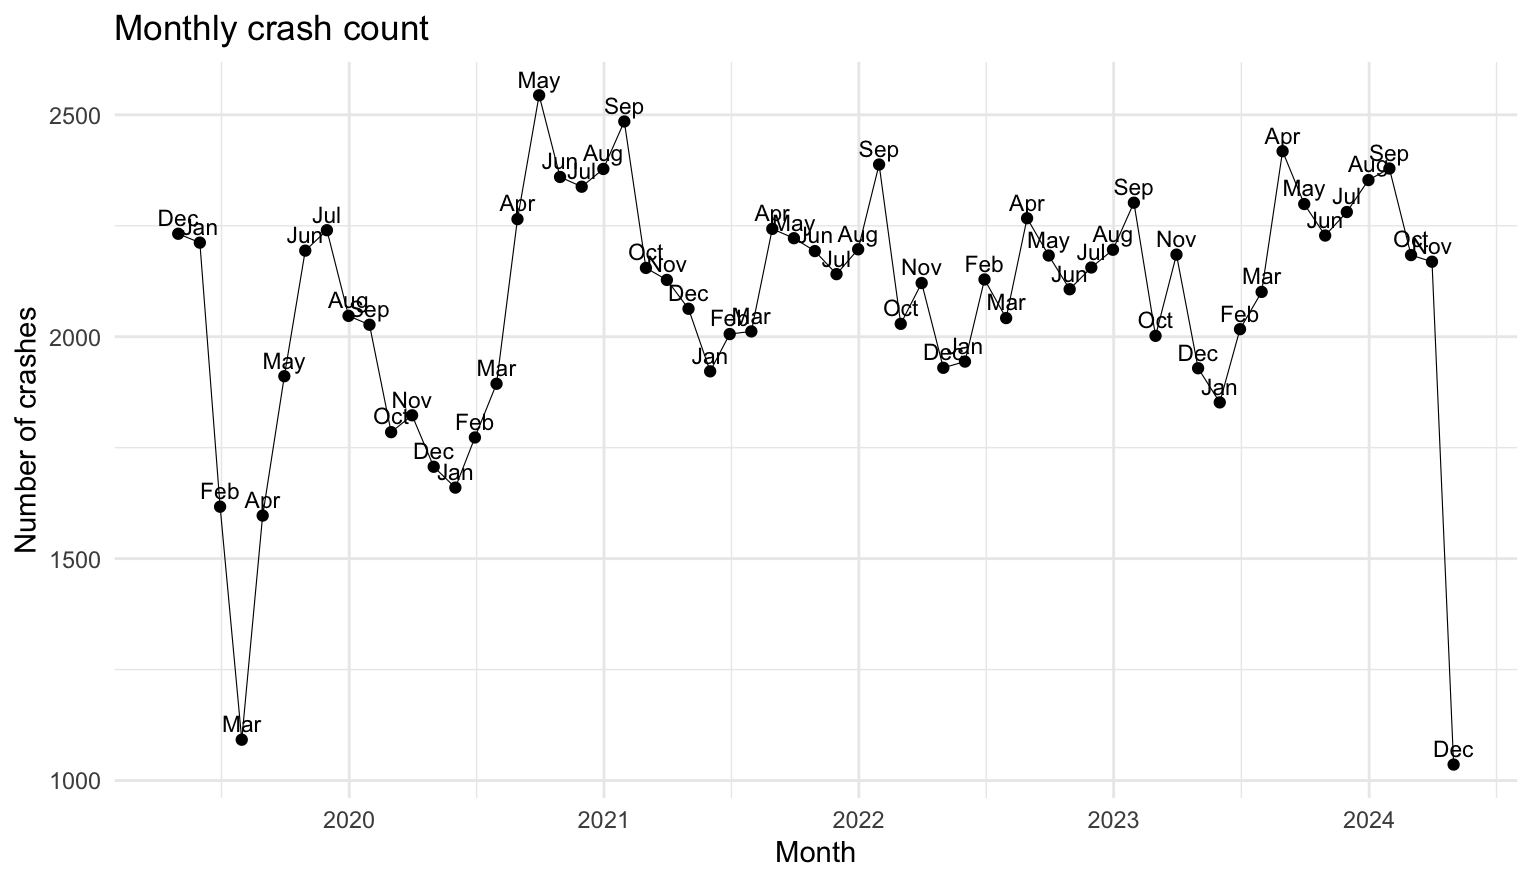 Monthly crash count
Number of crashes
2500
2000
1500
1000
Dec
Jan
Feb
Mar
Apr
May
Jun
Jul
Aug
Sep
Oct
Nov
Dec
Jan
Feb
Mar
Apr
May
Jun
Jul
Aug
Sep
Oct
Nov
Dec
Jan
Feb
Mar
Apr
May
Jun
Jul
Aug
Sep
Oct
Nov
Dec
Jan
Feb
Mar
Apr
May
Jun
Jul
Aug
Sep
Oct
Nov
Dec
Jan
Feb
Mar
Apr
May
Jun
Jul
Aug
Sep
Oct
Nov
Dec
2020
2021
2022
2023
2024
Month